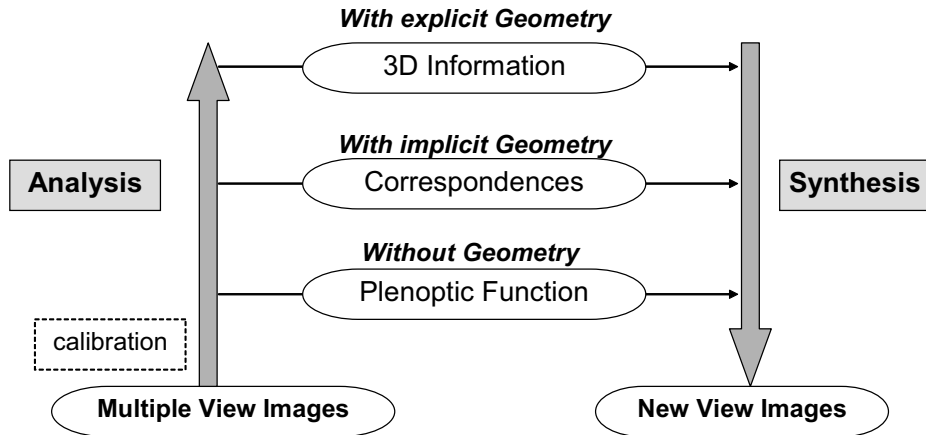 With explicit Geometry
3D Information
With implicit Geometry
Analysis
Correspondences
Synthesis
Without Geometry
Plenoptic Function
calibration
Multiple View Images
New View Images